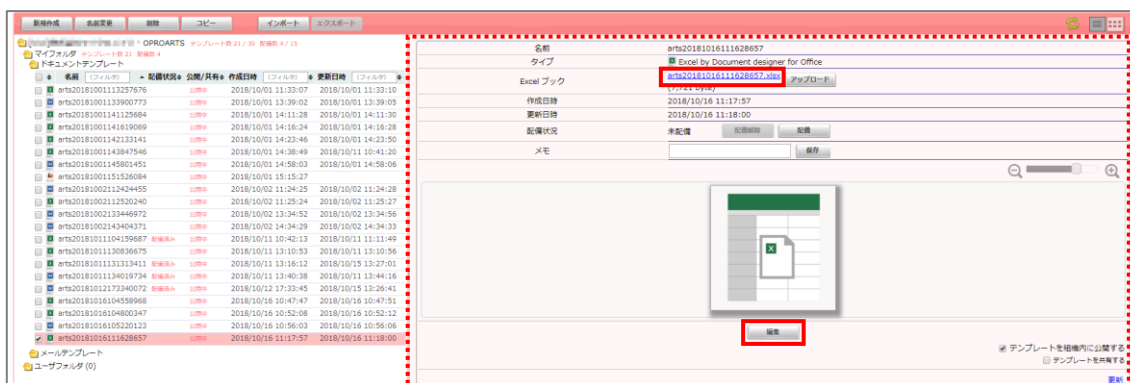 新規作成 名前変更 削除 コピー インポート エクスポート
OPROARTS テンプレート数 21 / 30 配備数 4 / 15
マイフォルダ テンプレート数 21 配備数 4
ドキュメントテンプレート
名前 (フィルタ) 配備状況 公開/共有 作成日時 (フィルタ) 更新日時 (フィルタ)
arts20181001113257676 公開中 2018/10/01 11:33:07 2018/10/01 11:33:10
arts20181001133900773 公開中 2018/10/01 13:39:02 2018/10/01 13:39:05
arts20181001141125684 公開中 2018/10/01 14:11:28 2018/10/01 14:11:30
arts20181001141619069 公開中 2018/10/01 14:16:24 2018/10/01 14:16:28
arts20181001142133141 公開中 2018/10/01 14:23:46 2018/10/01 14:23:50
arts20181001143847546 公開中 2018/10/01 14:38:49 2018/10/11 10:41:20
arts20181001145801451 公開中 2018/10/01 14:58:03 2018/10/01 14:58:06
arts20181001151526084 公開中 2018/10/01 15:15:27
arts20181002112424455 公開中 2018/10/02 11:24:25 2018/10/02 11:24:28
arts20181002112520240 公開中 2018/10/02 11:25:24 2018/10/02 11:25:27
arts20181002133446972 公開中 2018/10/02 13:34:52 2018/10/02 13:34:56
arts20181002143404371 公開中 2018/10/02 14:34:29 2018/10/02 14:34:33
arts20181011104159687 配備済み 公開中 2018/10/11 10:42:13 2018/10/11 11:11:49
arts20181011130836675 公開中 2018/10/11 13:10:53 2018/10/11 13:10:56
arts20181011131313411 配備済み 公開中 2018/10/11 13:16:12 2018/10/15 13:27:01
arts20181011134019734 配備済み 公開中 2018/10/11 13:40:38 2018/10/11 13:44:16
arts20181012173340072 配備済み 公開中 2018/10/12 17:33:45 2018/10/15 13:26:41
arts20181016104558968 公開中 2018/10/16 10:47:47 2018/10/16 10:47:51
arts20181016104800347 公開中 2018/10/16 10:52:08 2018/10/16 10:52:12
arts20181016105220123 公開中 2018/10/16 10:56:03 2018/10/16 10:56:06
arts20181016111628657 公開中 2018/10/16 11:17:57 2018/10/16 11:18:00
メールテンプレート
ユーザフォルダ (0)
名前 arts20181016111628657
タイプ Excel by Document designer for Office
Excel ブック arts20181016111628657.xlsx アップロード
(7,721 byte)
作成日時 2018/10/16 11:17:57
更新日時 2018/10/16 11:18:00
配備状況 未配備 配備解除 配備
メモ 保存
編集
テンプレートを組織内に公開する
テンプレートを共有する
更新